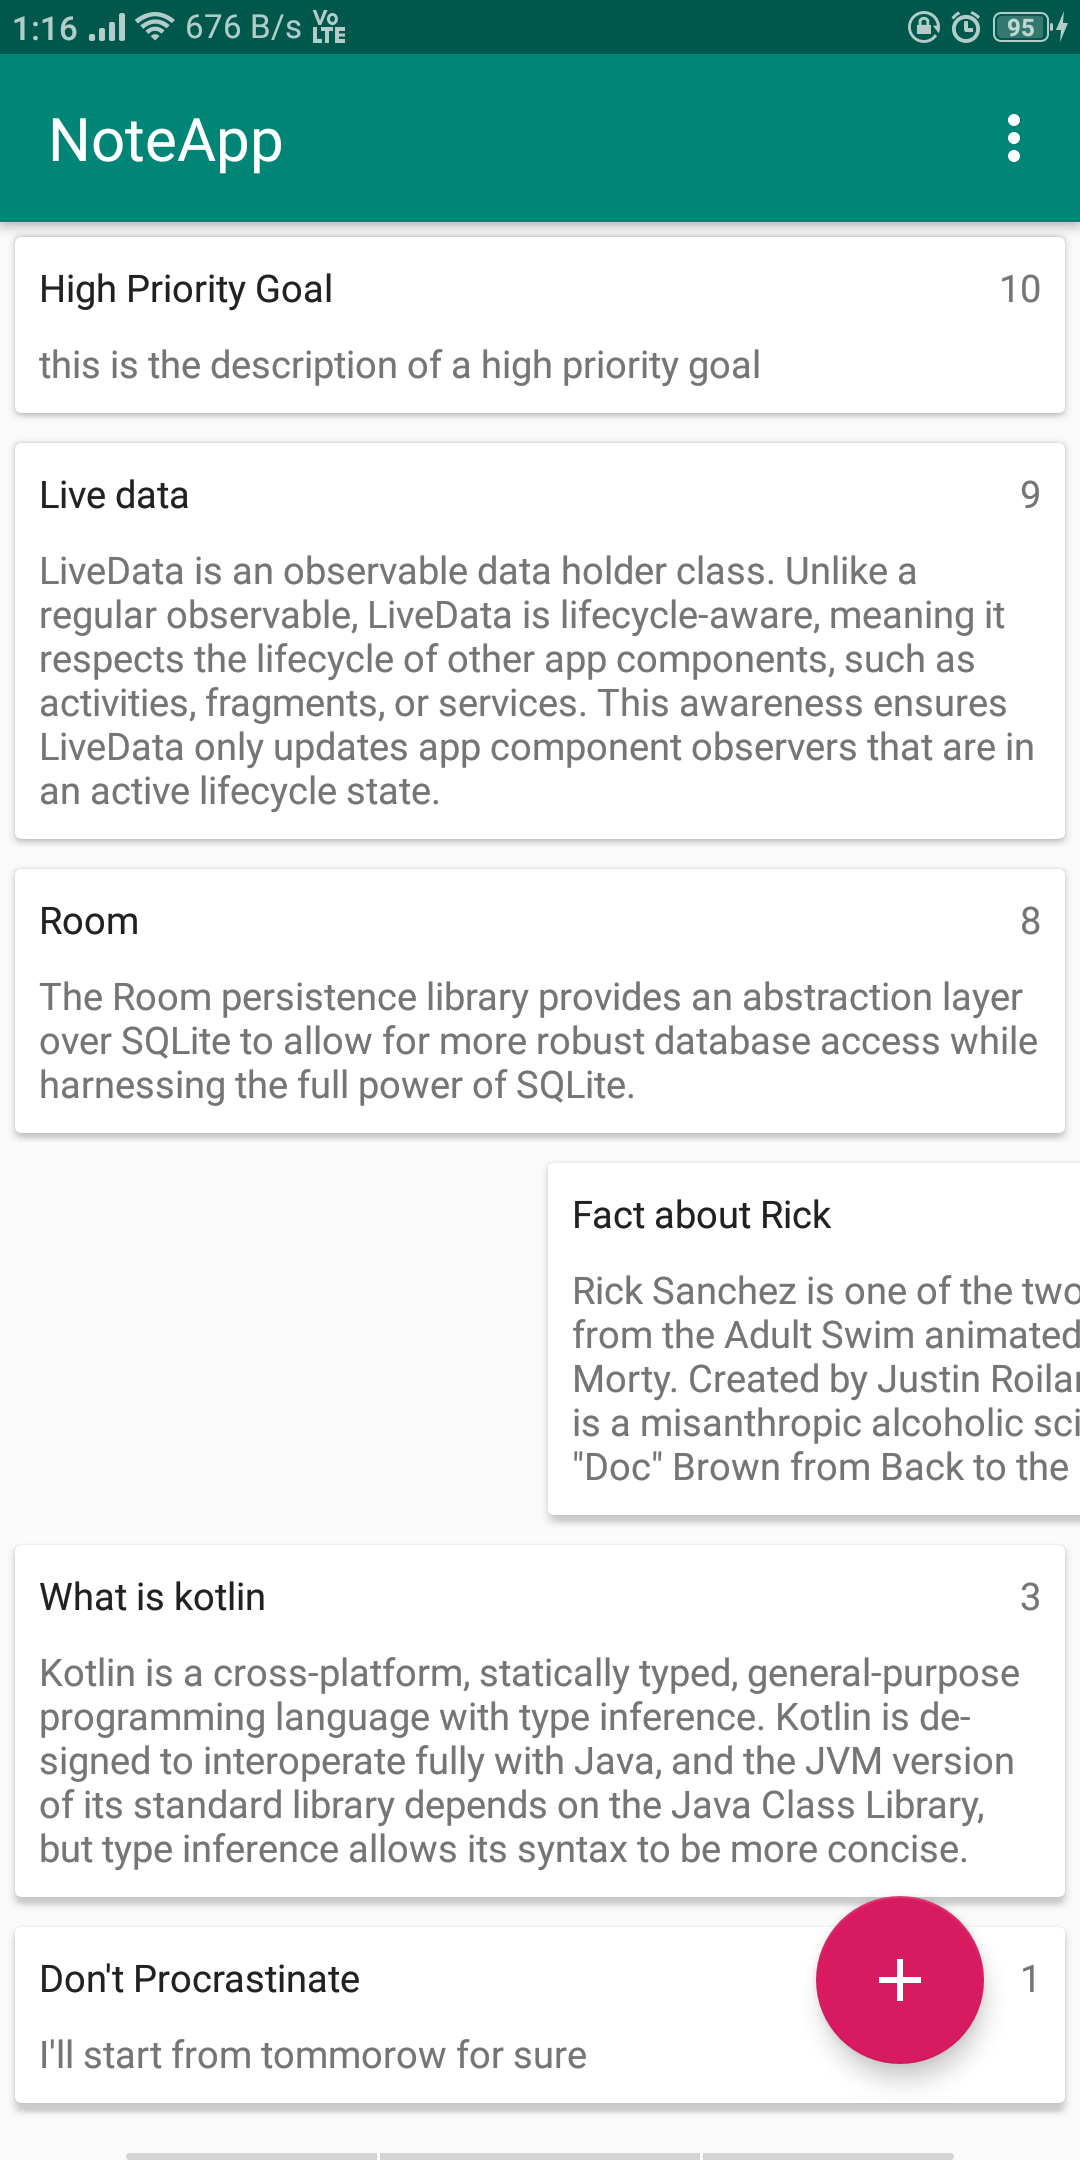 1:16 676 B/s Vo LTE 95
NoteApp
High Priority Goal 10
this is the description of a high priority goal
Live data 9
LiveData is an observable data holder class. Unlike a
regular observable, LiveData is lifecycle-aware, meaning it
respects the lifecycle of other app components, such as
activities, fragments, or services. This awareness ensures
LiveData only updates app component observers that are in
an active lifecycle state.
Room 8
The Room persistence library provides an abstraction layer
over SQLite to allow for more robust database access while
harnessing the full power of SQLite.
Fact about Rick
Rick Sanchez is one of the two
from the Adult Swim animated
Morty. Created by Justin
is a misanthropic alcoholic
"Doc" Brown from Back to the
What is kotlin 3
Kotlin is a cross-platform, statically typed, general-purpose
programming language with type inference. Kotlin is de-
signed to interoperate fully with Java, and the JVM version
of its standard library depends on the Java Class Library,
but type inference allows its syntax to be more concise.
Don't Procrastinate 1
I'll start from tommorow for sure